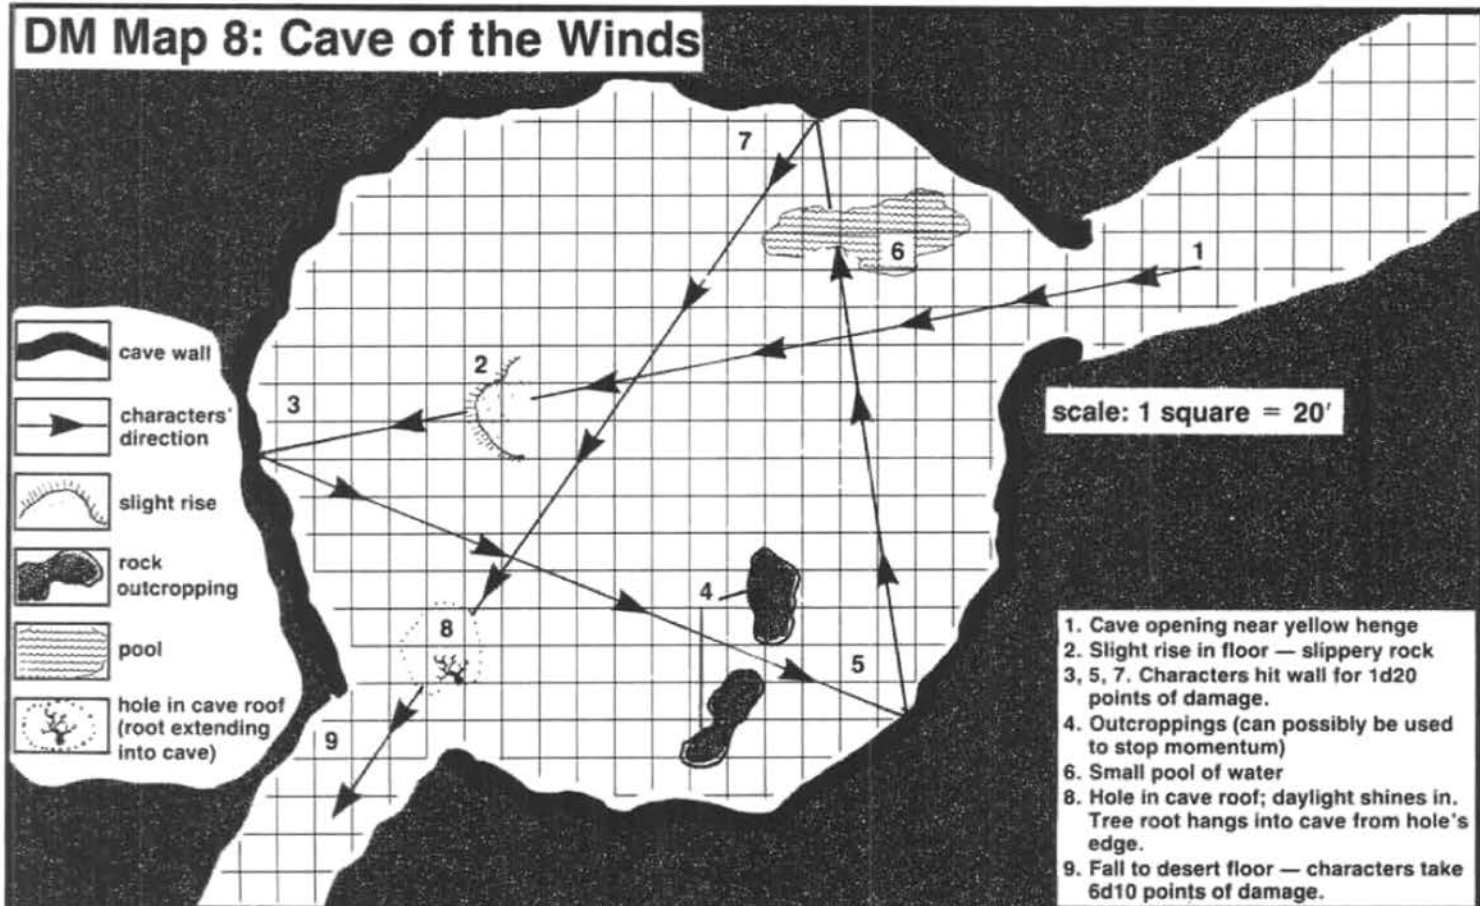 DM Map 8: Cave of the Winds
7
6
1
2
3
4
5
8
9
cave wall
characters'
direction
slight rise
rock
outcropping
pool
hole in cave roof
(root extending
into cave)
scale: 1 square = 20'
1. Cave opening near yellow henge
2. Slight rise in floor — slippery rock
3, 5, 7. Characters hit wall for 1d20
points of damage.
4. Outcroppings (can possibly be used
to stop momentum)
6. Small pool of water
8. Hole in cave roof; daylight shines in.
Tree root hangs into cave from hole's
edge.
9. Fall to desert floor — characters take
6d10 points of damage.